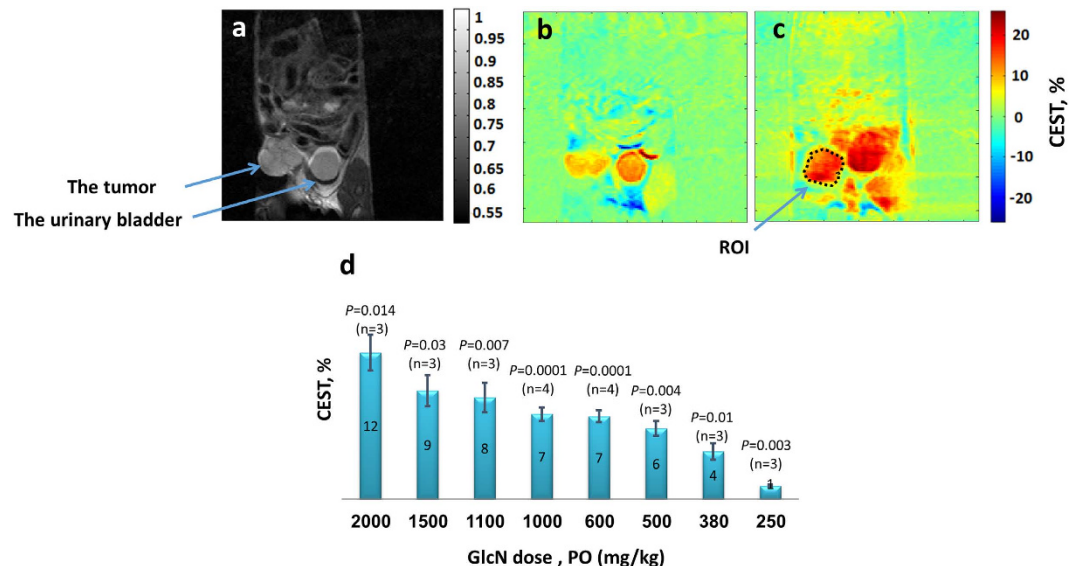 a
1
0.95
0.9
0.85
0.8
0.75
0.7
0.65
0.6
0.55
The tumor
The urinary bladder
b
c
20
10
0
-10
-20
CEST, %
ROI
d
CEST, %
P=0.014
(n=3)
P=0.03
(n=3)
P=0.007
(n=3)
P=0.0001
(n=4)
P=0.0001
(n=4)
P=0.004
(n=3)
P=0.01
(n=3)
P=0.003
(n=3)
12
9
8
7
7
6
4
1
2000 1500 1100 1000 600 500 380 250
GlcN dose , PO (mg/kg)